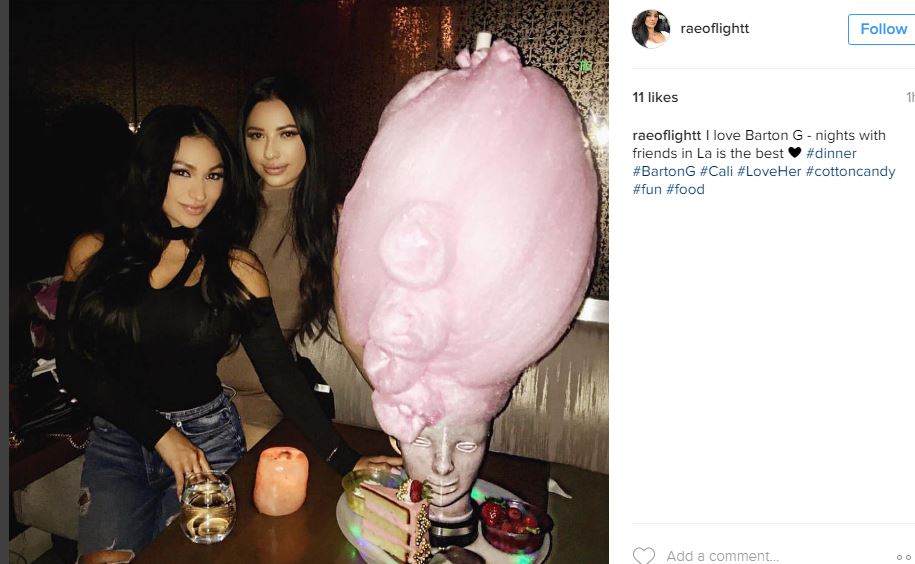 raeoflightt
Follow
11 likes
raeoflightt I love Barton G - nights with
friends in La is the best 🖤 #dinner
#BartonG #Cali #LoveHer #cottoncandy
#fun #food
Add a comment...